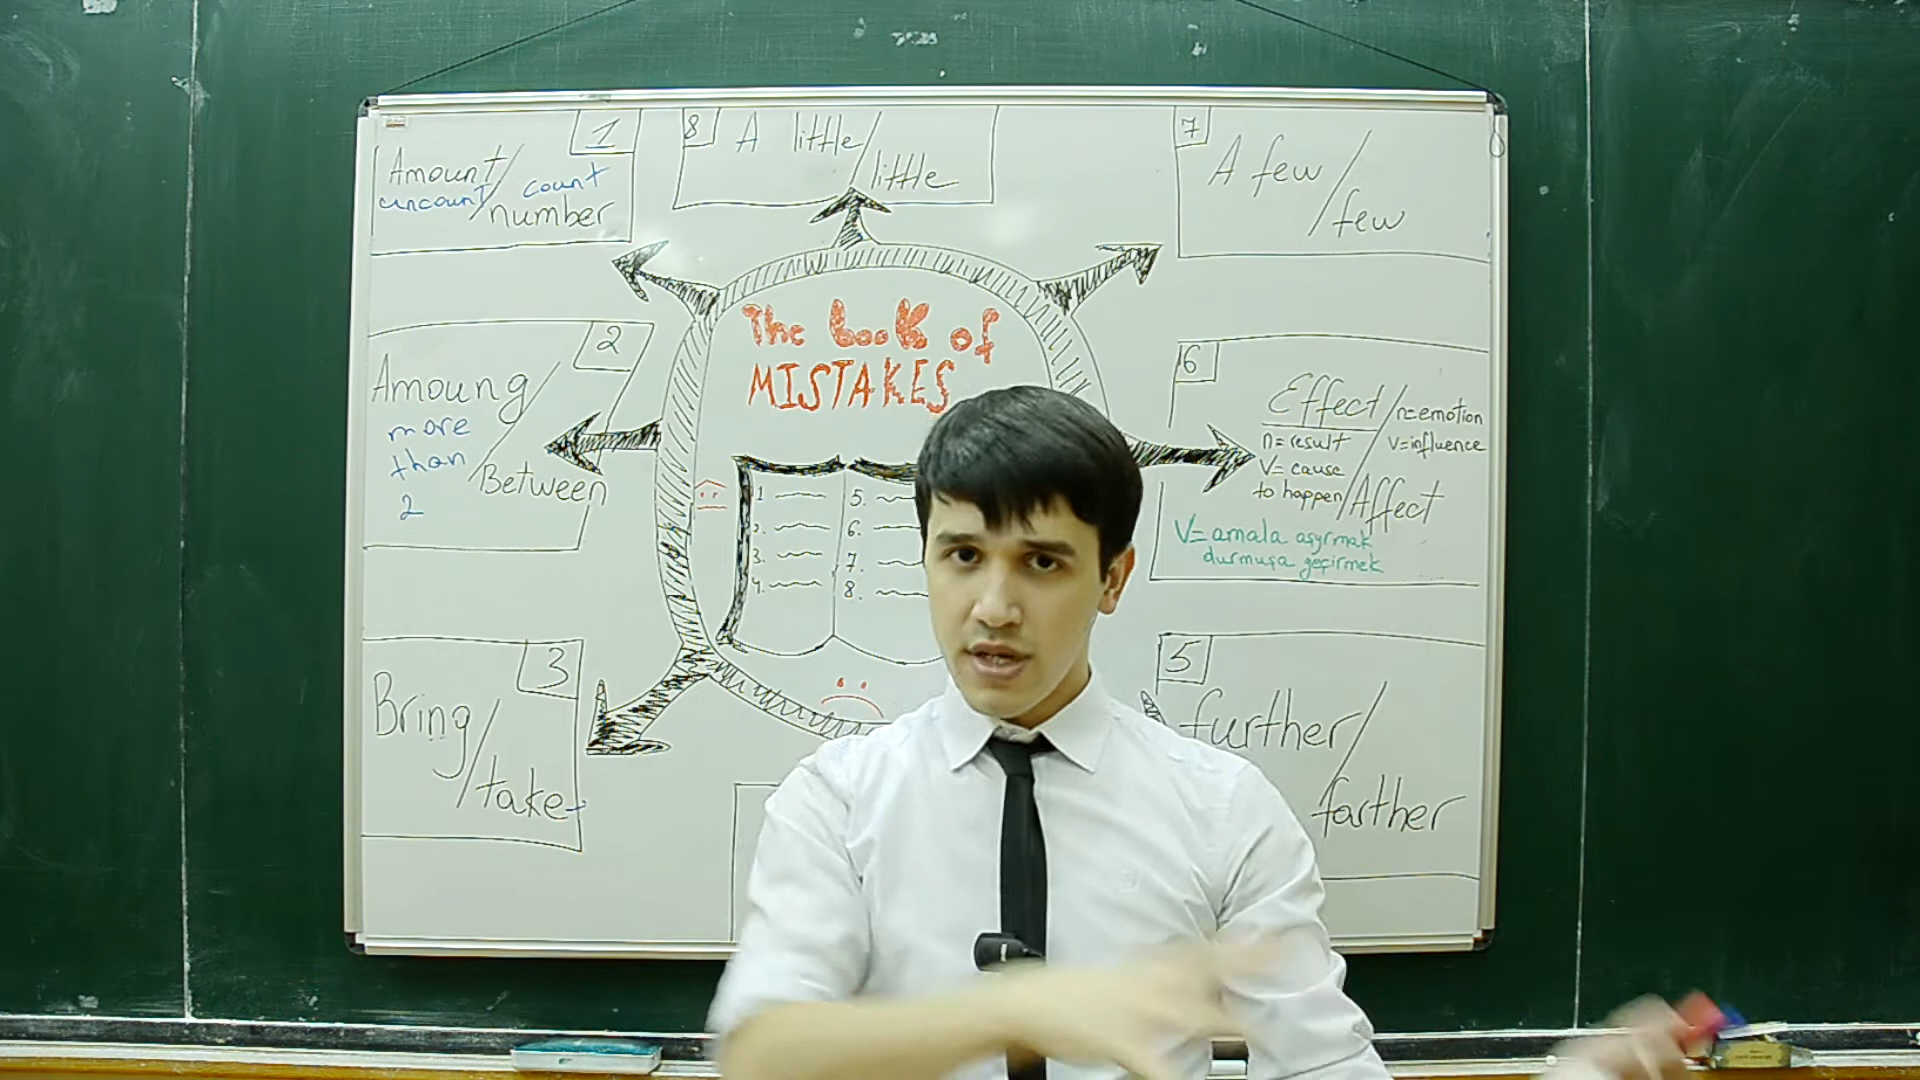 1
Amount/
uncount
count
number
8
A little/
little
7
A few/
few
The book of
MISTAKES
2
Amoung/
more
than
2
Between
6
Effect/
n=result
V=cause
to happen
n=emotion
v=influence
Affect
V=amala aşyrmak
durmuşa geçirmek
1
2.
3.
4.
5.
6.
7.
8.
3
Bring/
take
5
further/
farther